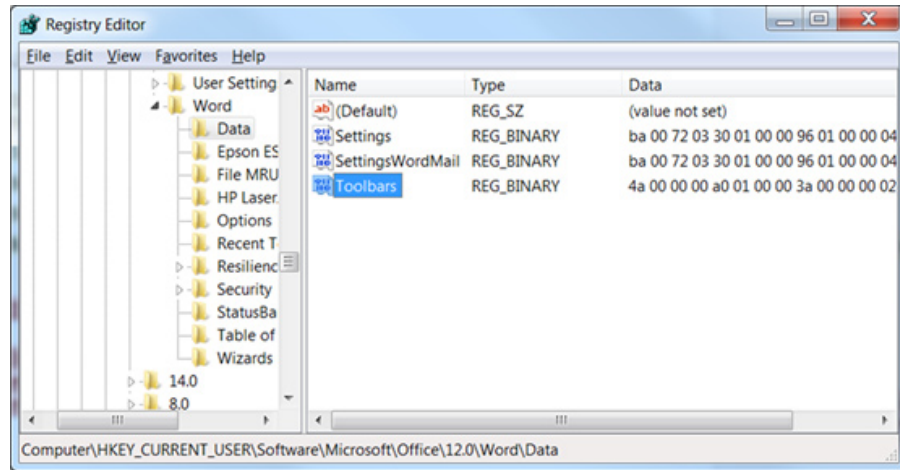 Registry Editor
File Edit View Favorites Help
User Setting
Word
Data
Epson ES
File MRU
HP Laser.
Options
Recent T
Resilienc
Security
StatusBa
Table of
Wizards
14.0
8.0
Name Type Data
(Default) REG_SZ (value not set)
Settings REG_BINARY ba 00 72 03 30 01 00 00 96 01 00 00 04
SettingsWordMail REG_BINARY ba 00 72 03 30 01 00 00 96 01 00 00 04
Toolbars REG_BINARY 4a 00 00 00 a0 01 00 00 3a 00 00 00 02
Computer\HKEY_CURRENT_USER\Software\Microsoft\Office\12.0\Word\Data